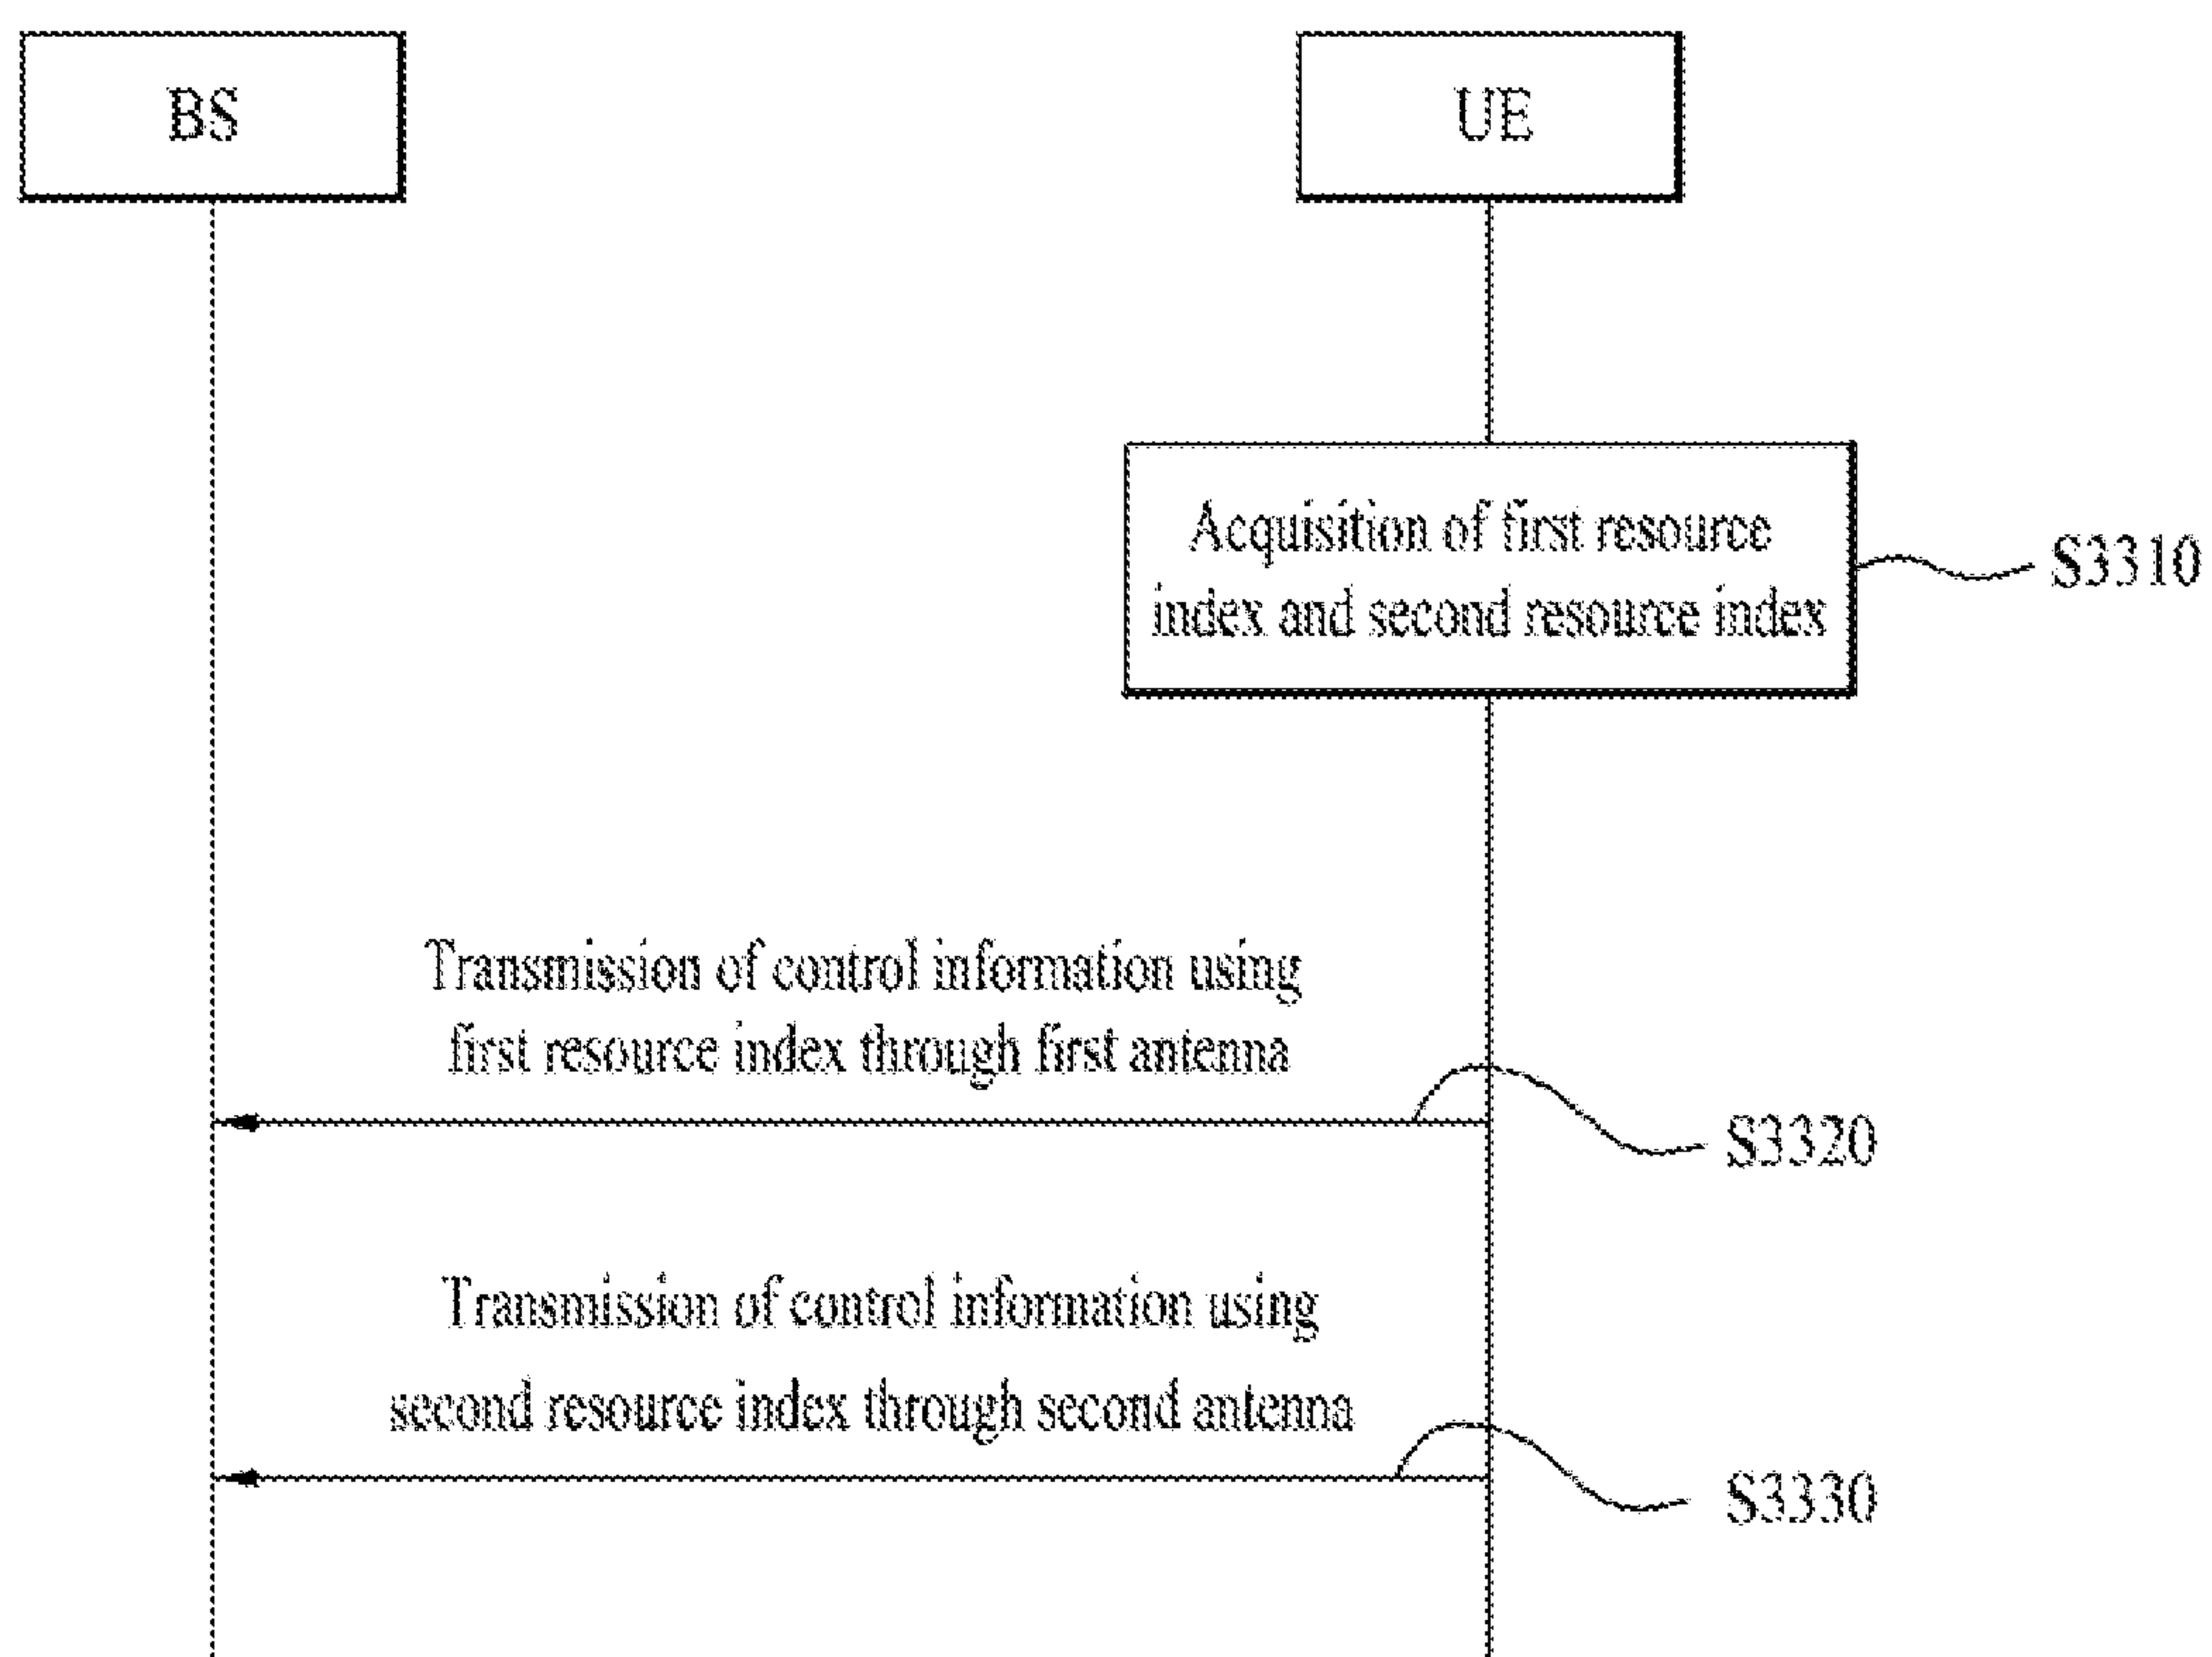 BS
UE
Acquisition of first resource
index and second resource index
S3310
Transmission of control information using
first resource index through first antenna
S3320
Transmission of control information using
second resource index through second antenna
S3330